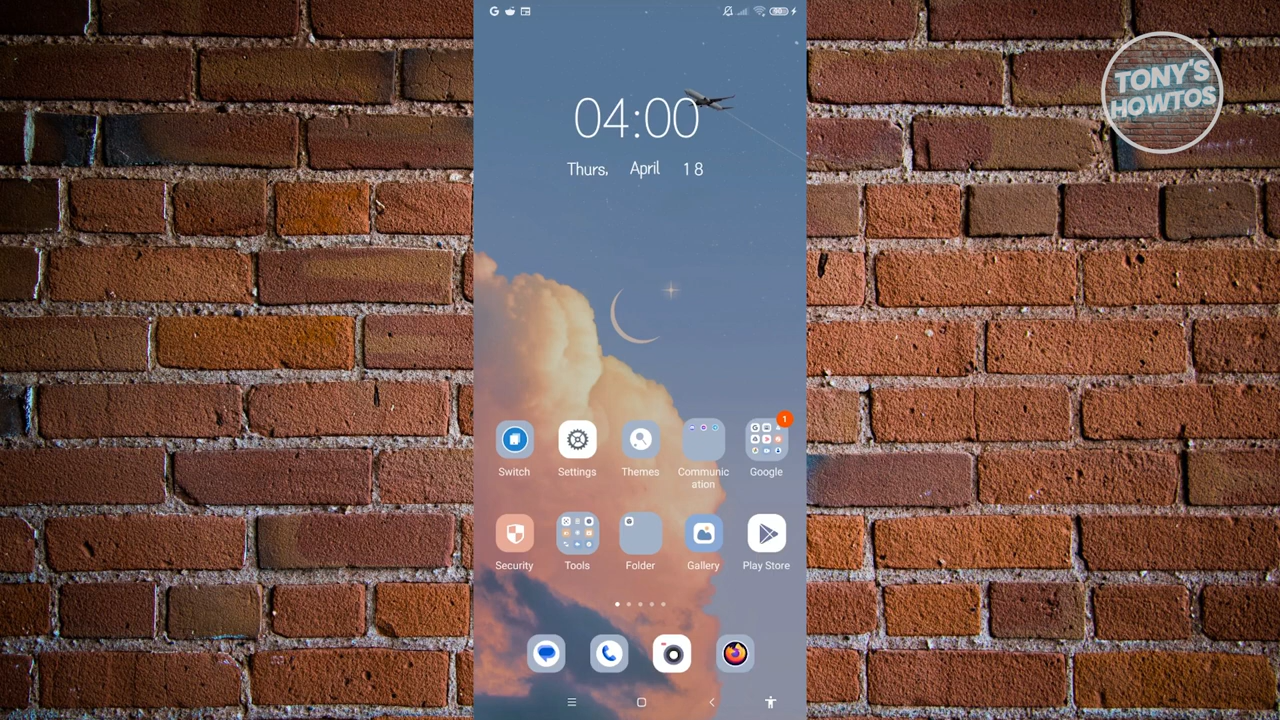 TONY'S
HOWTOS
04:00
Thurs, April 18
Switch
Settings
Themes
Communic
ation
Google
1
Security
Tools
Folder
Gallery
Play Store